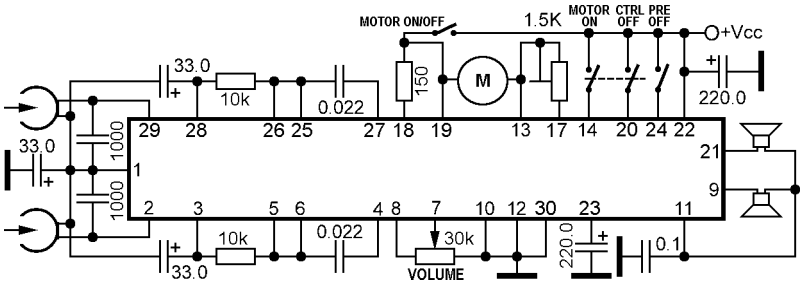 MOTOR CTRL PRE
MOTOR ON/OFF 1.5K ON OFF OFF
+Vcc
33.0
+
10k
0.022
150
M
+
220.0
29 28 26 25 27 18 19 13 17 14 20 24 22
1000
33.0
+
1
21
1000
9
2 3 5 6 4 8 7 10 12 30 23 11
+
33.0
10k
0.022
30k
VOLUME
220.0
+
0.1